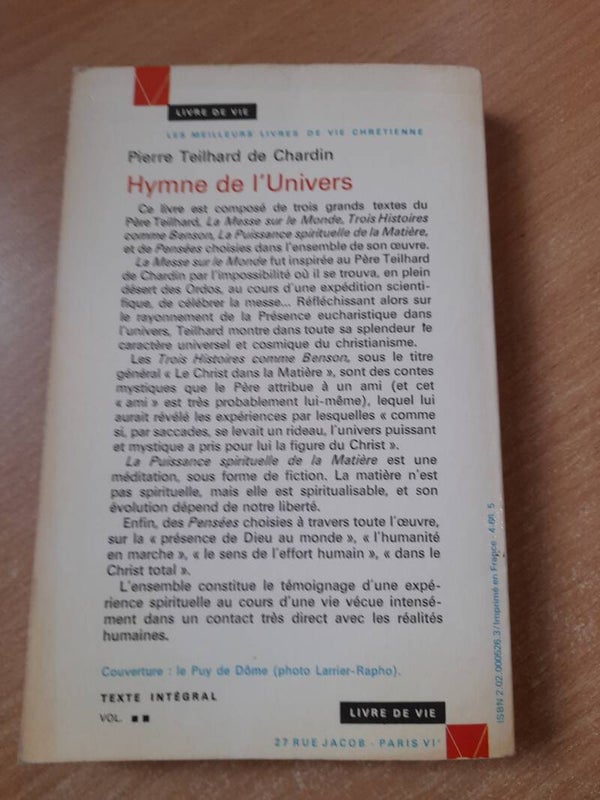 LIVRE DE VIE
LES MEILLEURS LIVRES DE VIE CHRÉTIENNE
Pierre Teilhard de Chardin
Hymne de l'Univers
Ce livre est composé de trois grands textes du
Père Teilhard, La Messe sur le Monde, Trois Histoires
comme Benson, La Puissance spirituelle de la Matière,
et de Pensées choisies dans l'ensemble de son œuvre.
La Messe sur le Monde fut inspirée au Père Teilhard
de Chardin par l'impossibilité où il se trouva, en plein
désert des Ordos, au cours d'une expédition scienti-
fique, de célébrer la messe... Réfléchissant alors sur
le rayonnement de la Présence eucharistique dans
l'univers, Teilhard montre dans toute sa splendeur le
caractère universel et cosmique du christianisme.
Les Trois Histoires comme Benson, sous le titre
général « Le Christ dans la Matière », sont des contes
mystiques que le Père attribue à un ami (et cet
« ami » est très probablement lui-même), lequel lui
aurait révélé les expériences par lesquelles « comme
si, par saccades, se levait un rideau, l'univers puissant
et mystique a pris pour lui la figure du Christ ».
La Puissance spirituelle de la Matière est une
méditation, sous forme de fiction. La matière n'est
pas spirituelle, mais elle est spiritualisable, et son
évolution dépend de notre liberté.
Enfin, des Pensées choisies à travers toute l'œuvre,
sur la « présence de Dieu au monde », « l'humanité
en marche », « le sens de l'effort humain », « dans le
Christ total ».
L'ensemble constitue le témoignage d'une expé-
rience spirituelle au cours d'une vie vécue intensé-
ment dans un contact très direct avec les réalités
humaines.
Couverture : le Puy de Dôme (photo Larrier-Rapho).
TEXTE INTÉGRAL
VOL. ■ ■
LIVRE DE VIE
27 RUE JACOB · PARIS VIᵉ
ISBN 2.02.000526.3/Imprimé en France · 4.66 5